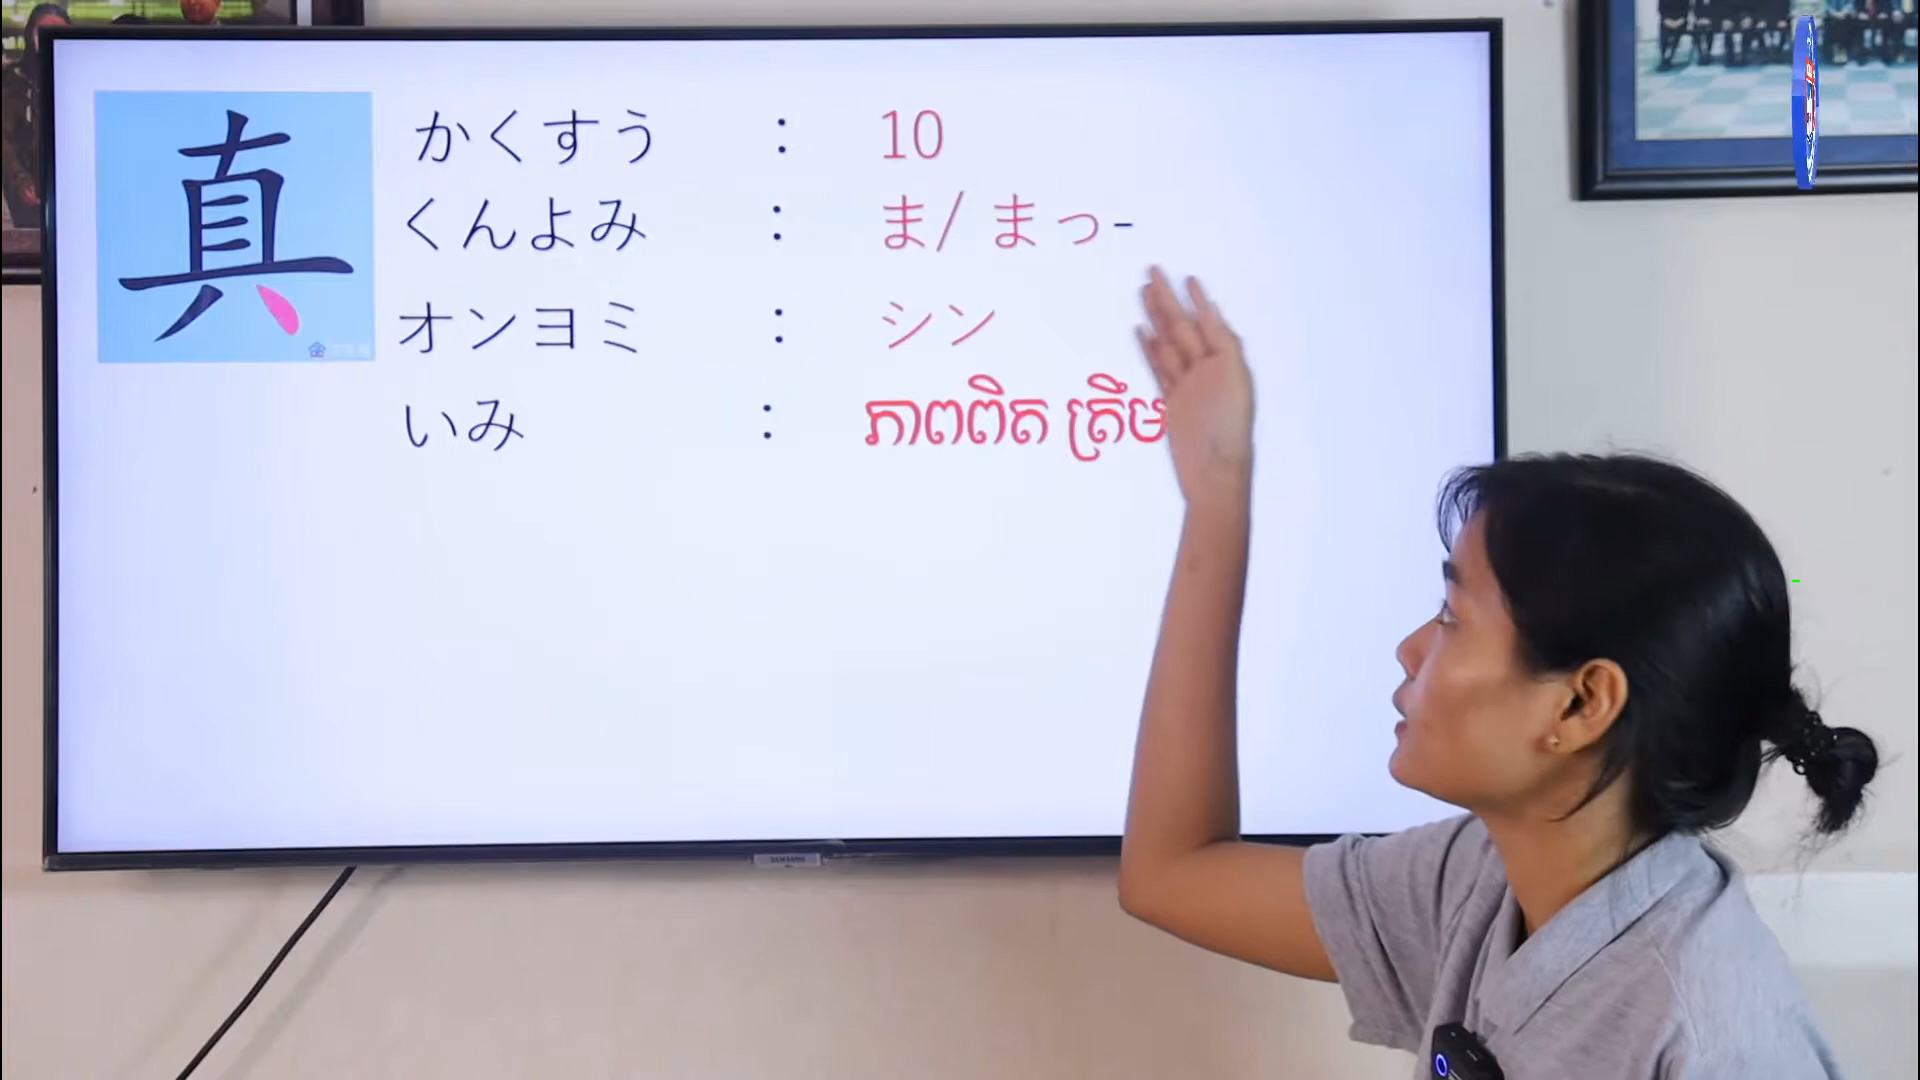 真
かくすう : 10
くんよみ : ま/ まっ-
オンヨミ : シン
いみ : ភាពពិត ត្រឹម
SAMSUNG